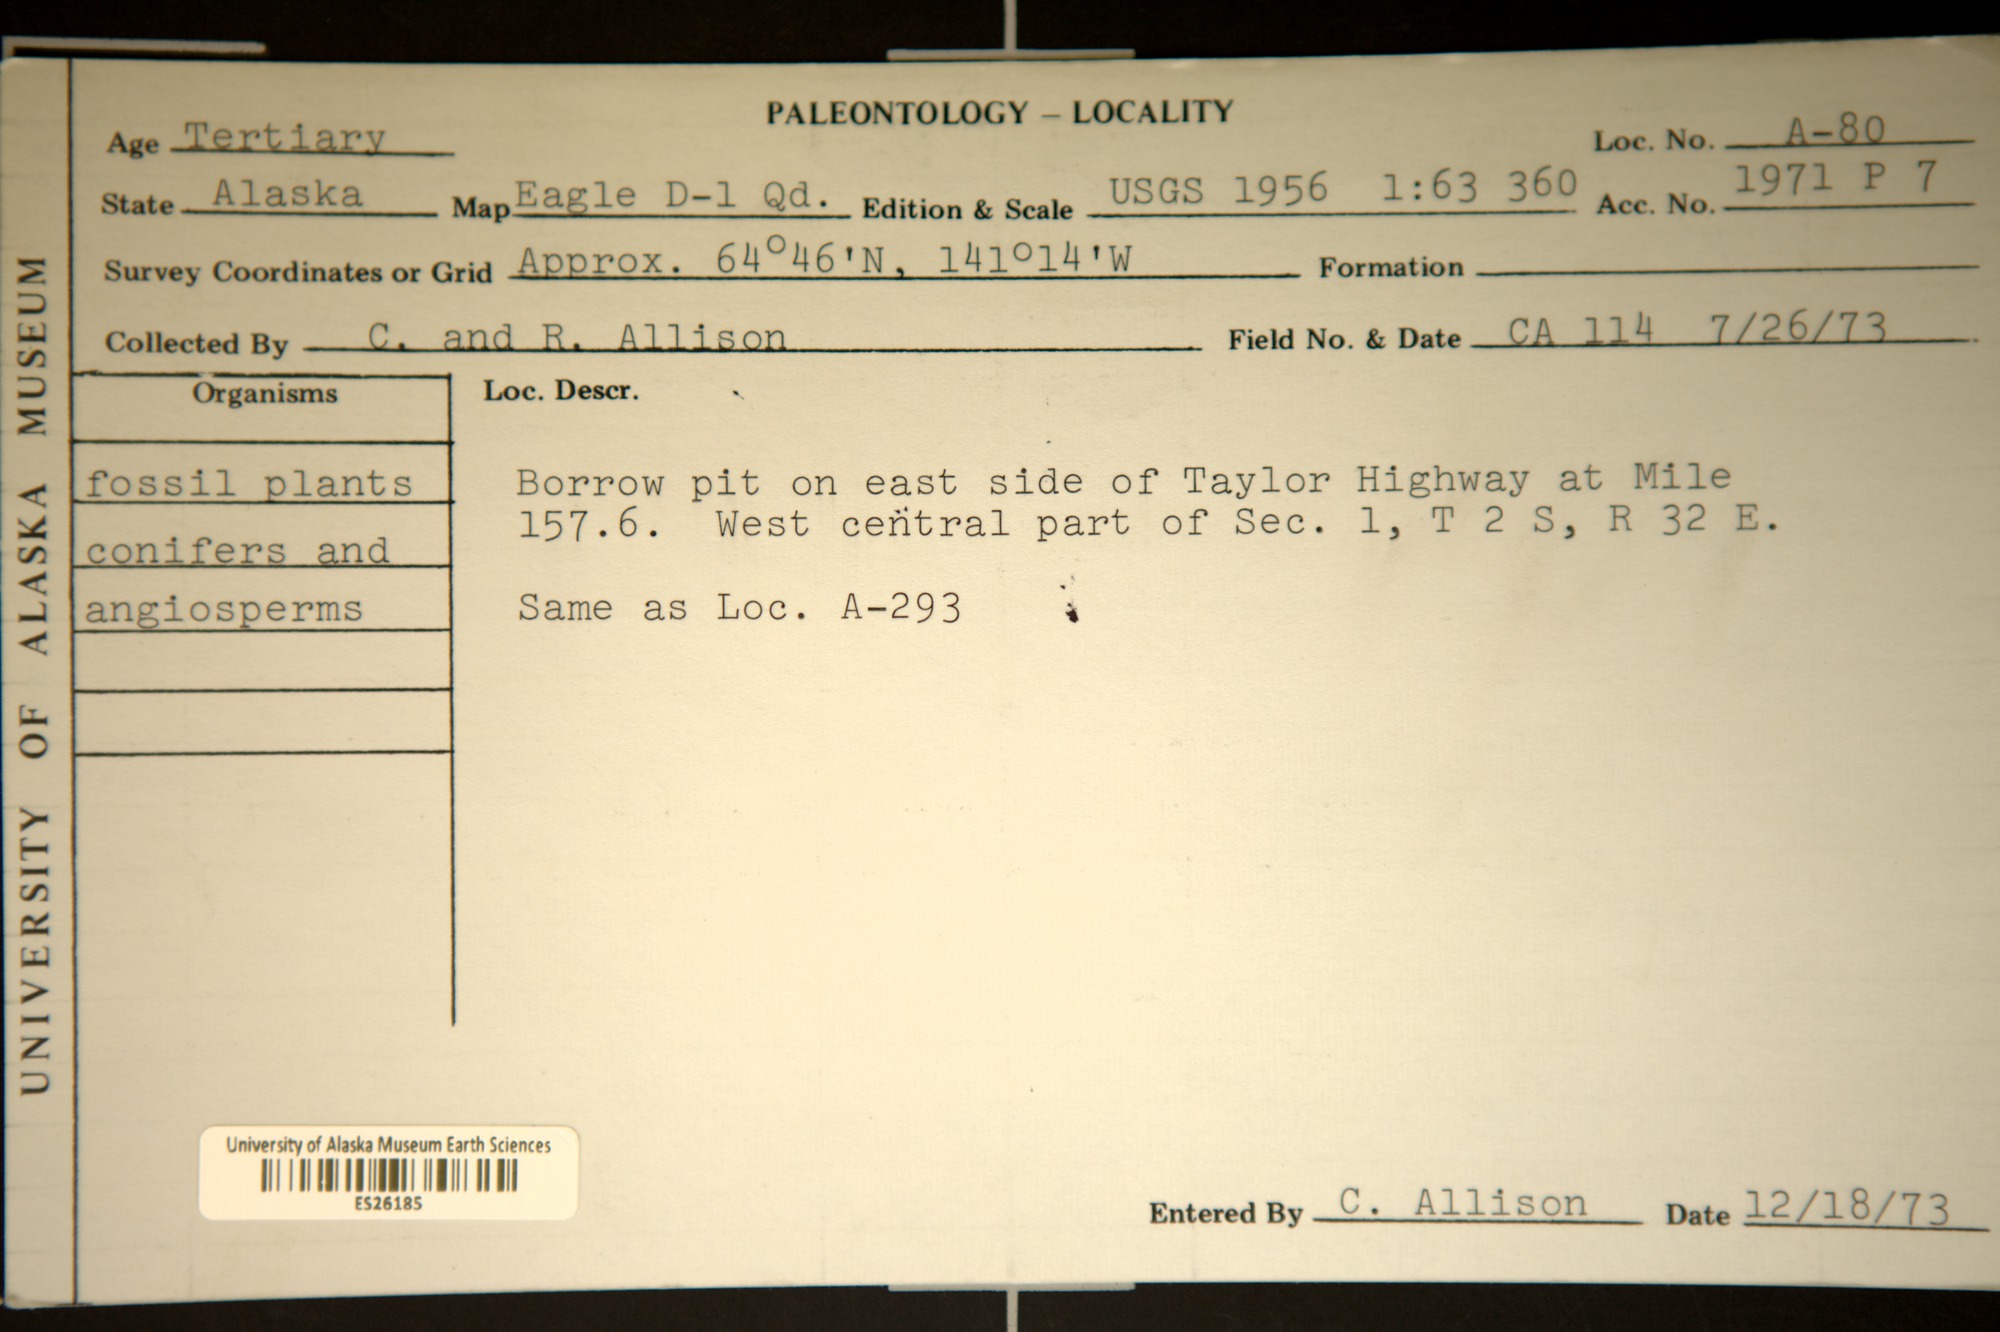 PALEONTOLOGY – LOCALITY
Age Tertiary
Loc. No. A-80
State Alaska Map Eagle D-1 Qd. Edition & Scale USGS 1956 1:63 360 Acc. No. 1971 P 7
Survey Coordinates or Grid Approx. 64°46'N, 141°14'W Formation
Collected By C. and R. Allison Field No. & Date CA 114 7/26/73
Organisms
fossil plants
conifers and
angiosperms
Loc. Descr.
Borrow pit on east side of Taylor Highway at Mile
157.6. West central part of Sec. 1, T 2 S, R 32 E.
Same as Loc. A-293
UNIVERSITY OF ALASKA MUSEUM
University of Alaska Museum Earth Sciences
ES26185
Entered By C. Allison Date 12/18/73